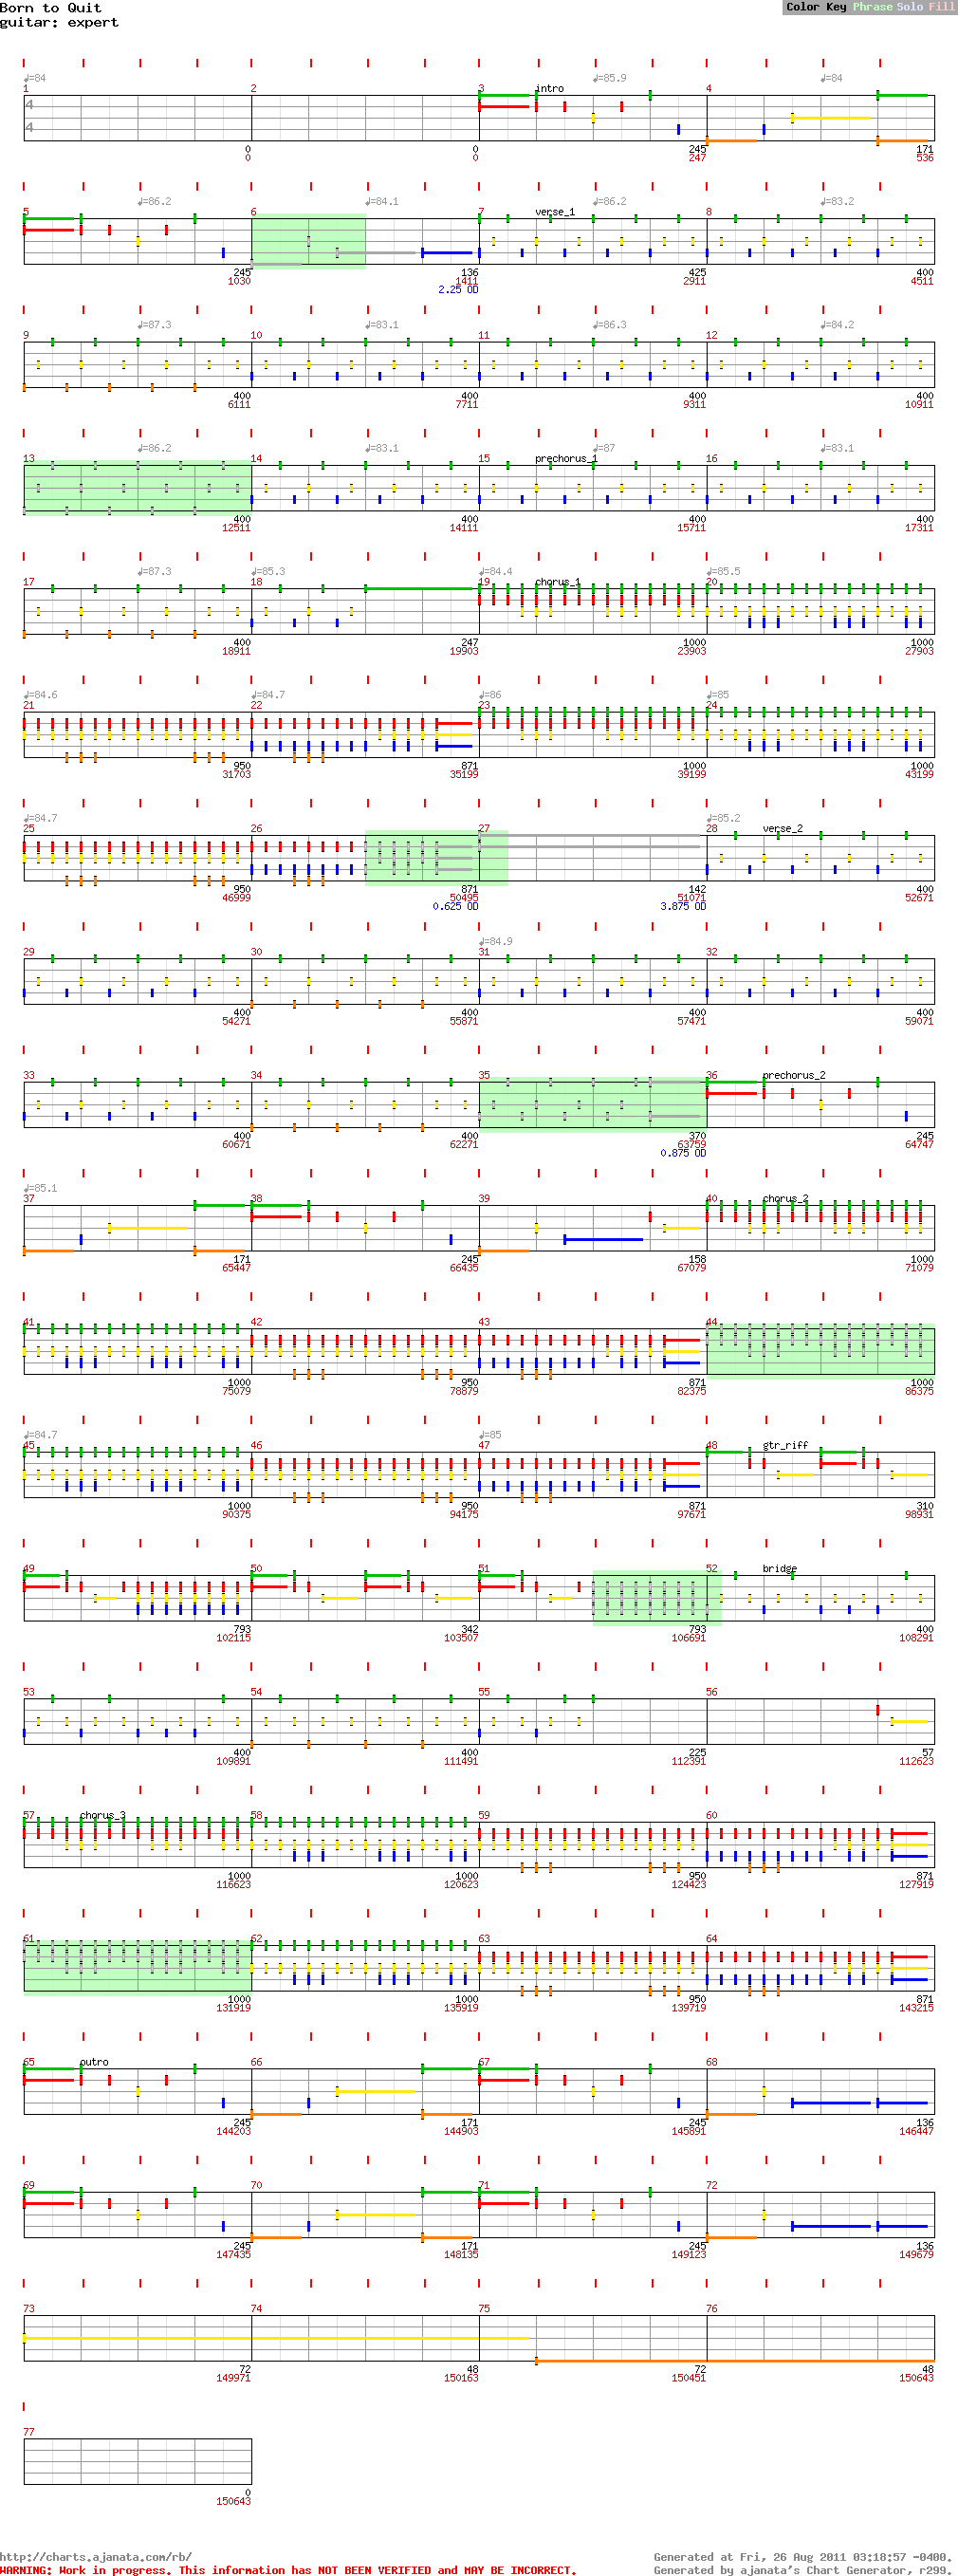 Born to Quit
guitar: expert
Color Key Phrase Solo Fill
♩=84 ♩=85.9 ♩=84
1 2 3 intro 4
4
4
0 0 245 171
0 0 247 536
♩=86.2 ♩=84.1 ♩=86.2 ♩=83.2
5 6 7 verse_1 8
245 136 425 400
1030 1411 2911 4511
2.25 OD
♩=87.3 ♩=83.1 ♩=86.3 ♩=84.2
9 10 11 12
400 400 400 400
6111 7711 9311 10911
♩=86.2 ♩=83.1 ♩=87 ♩=83.1
13 14 15 prechorus_1 16
400 400 400 400
12511 14111 15711 17311
♩=87.3 ♩=85.3 ♩=84.4 ♩=85.5
17 18 19 chorus_1 20
400 247 1000 1000
18911 19903 23903 27903
♩=84.6 ♩=84.7 ♩=86 ♩=85
21 22 23 24
950 871 1000 1000
31703 35199 39199 43199
♩=84.7 ♩=85.2
25 26 27 28 verse_2
950 871 142 400
46999 50495 51071 52671
0.625 OD 3.875 OD
♩=84.9
29 30 31 32
400 400 400 400
54271 55871 57471 59071
33 34 35 36 prechorus_2
400 400 370 245
60671 62271 63759 64747
0.875 OD
♩=85.1
37 38 39 40 chorus_2
171 245 158 1000
65447 66435 67079 71079
41 42 43 44
1000 950 871 1000
75079 78879 82375 86375
♩=84.7 ♩=85
45 46 47 48 gtr_riff
1000 950 871 310
90375 94175 97671 98931
49 50 51 52 bridge
793 342 793 400
102115 103507 106691 108291
53 54 55 56
400 400 225 57
109891 111491 112391 112623
57 chorus_3 58 59 60
1000 1000 950 871
116623 120623 124423 127919
61 62 63 64
1000 1000 950 871
131919 135919 139719 143215
65 outro 66 67 68
245 171 245 136
144203 144903 145891 146447
69 70 71 72
245 171 245 136
147435 148135 149123 149679
73 74 75 76
72 48 72 48
149971 150163 150451 150643
77
0
150643
http://charts.ajanata.com/rb/ Generated at Fri, 26 Aug 2011 03:18:57 -0400.
WARNING: Work in progress. This information has NOT BEEN VERIFIED and MAY BE INCORRECT. Generated by ajanata's Chart Generator, r299.